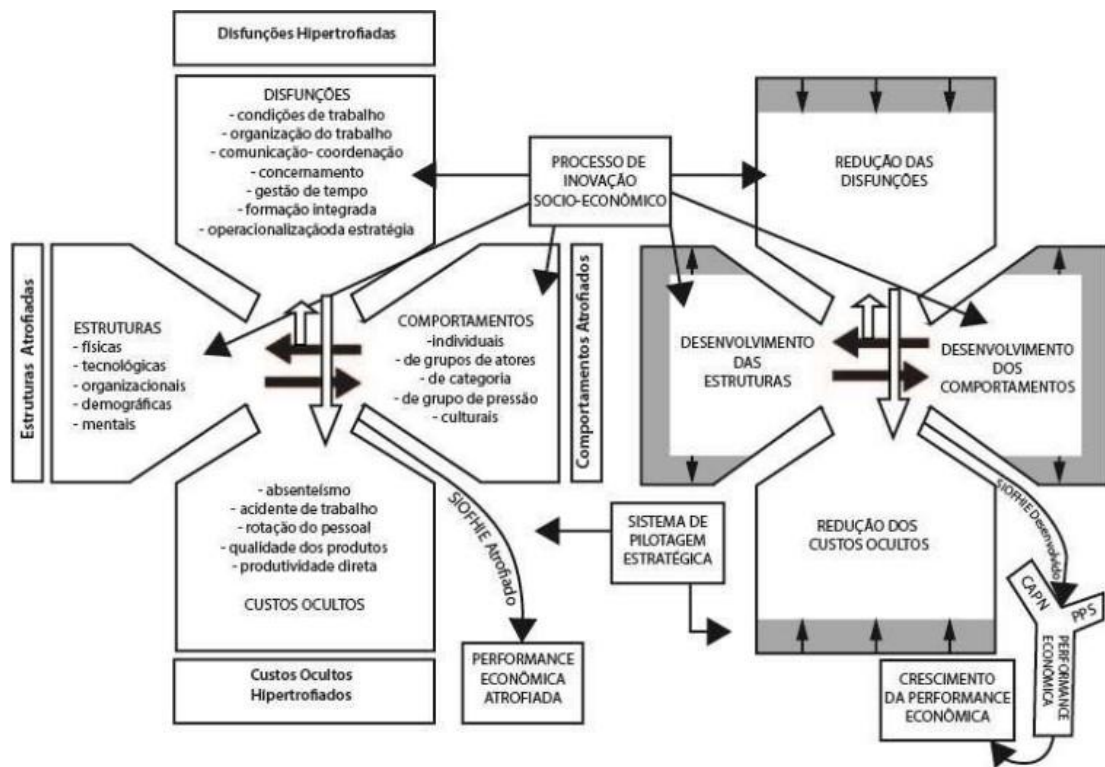 Disfunções Hipertrofiadas
DISFUNÇÕES
- condições de trabalho
- organização do trabalho
- comunicação- coordenação
- concernamento
- gestão de tempo
- formação integrada
- operacionalizaçãoda estratégia
Estruturas Atrofiadas
ESTRUTURAS
- físicas
- tecnológicas
- organizacionais
- demográficas
- mentais
COMPORTAMENTOS
-individuais
- de grupos de atores
- de categoria
- de grupo de pressão
- culturais
Comportamentos Atrofiados
- absenteísmo
- acidente de trabalho
- rotação do pessoal
- qualidade dos produtos
- produtividade direta
CUSTOS OCULTOS
Custos Ocultos
Hipertrofiados
SIOFHIE Atrofiado
PERFORMANCE
ECONÔMICA
ATROFIADA
PROCESSO DE
INOVAÇÃO
SOCIO-ECONÔMICO
SISTEMA DE
PILOTAGEM
ESTRATÉGICA
REDUÇÃO DAS
DISFUNÇÕES
DESENVOLVIMENTO
DAS
ESTRUTURAS
DESENVOLVIMENTO
DOS
COMPORTAMENTOS
REDUÇÃO DOS
CUSTOS OCULTOS
SIOFHIE Desenvolvido
CAPN
PPS
PERFORMANCE
ECONÔMICA
CRESCIMENTO
DA PERFORMANCE
ECONÔMICA